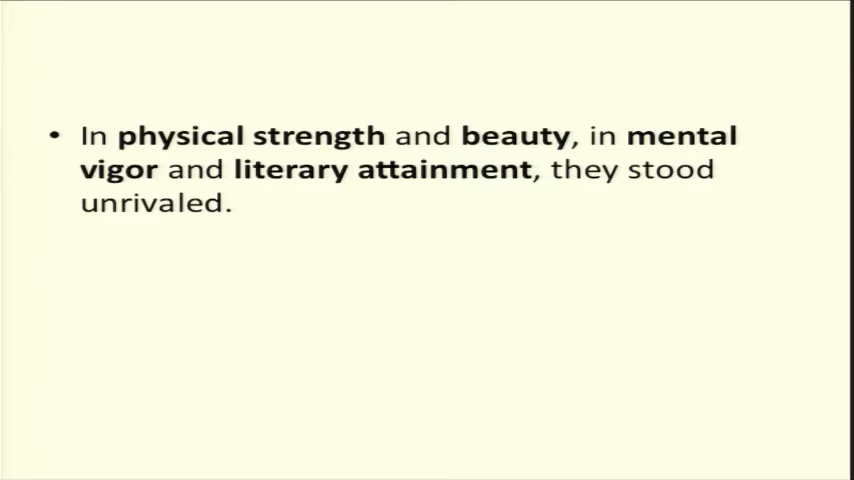 • In physical strength and beauty, in mental
vigor and literary attainment, they stood
unrivaled.